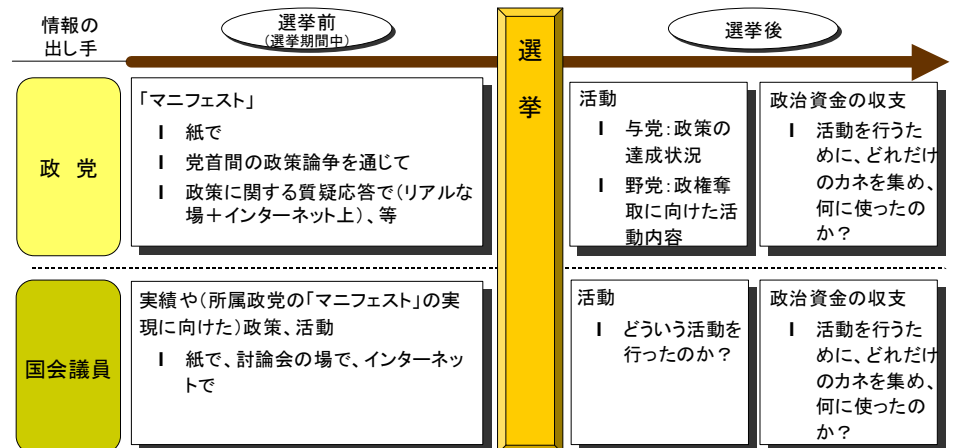 情報の
出し手
選挙前
(選挙期間中)
選
挙
選挙後
政 党
「マニフェスト」
l 紙で
l 党首間の政策論争を通じて
l 政策に関する質疑応答で(リアルな
場+インターネット上)、等
活動
l 与党:政策の
達成状況
l 野党:政権奪
取に向けた活
動内容
政治資金の収支
l 活動を行うた
めに、どれだけ
のカネを集め、
何に使ったの
か?
国会議員
実績や(所属政党の「マニフェスト」の実
現に向けた)政策、活動
l 紙で、討論会の場で、インターネッ
トで
活動
l どういう活動を
行ったのか?
政治資金の収支
l 活動を行うた
めに、どれだけ
のカネを集め、
何に使ったの
か?